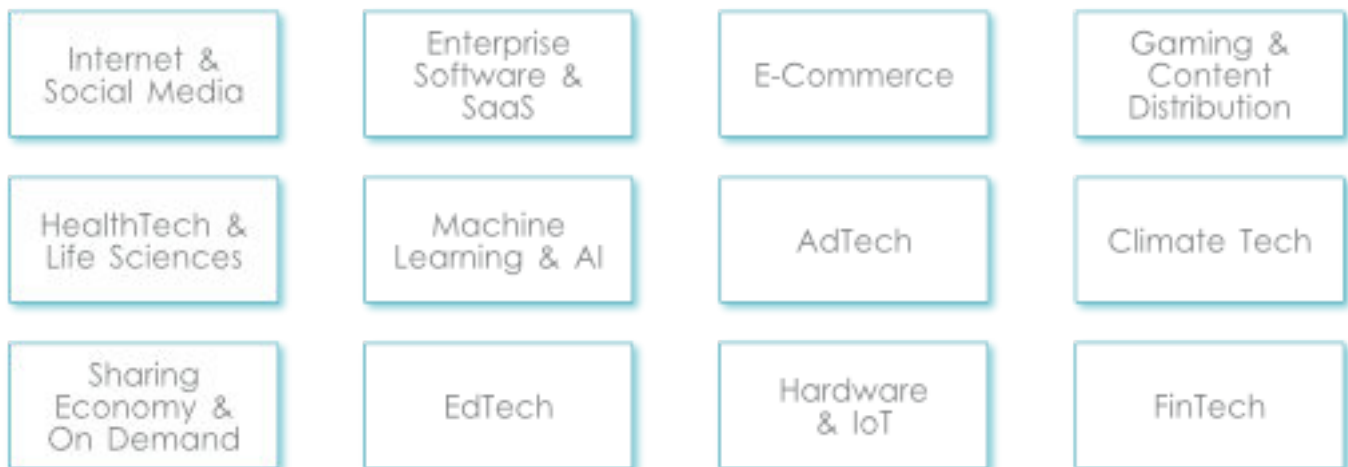 Internet &
Social Media
Enterprise
Software &
SaaS
E-Commerce
Gaming &
Content
Distribution
HealthTech &
Life Sciences
Machine
Learning & AI
AdTech
Climate Tech
Sharing
Economy &
On Demand
EdTech
Hardware
& IoT
FinTech